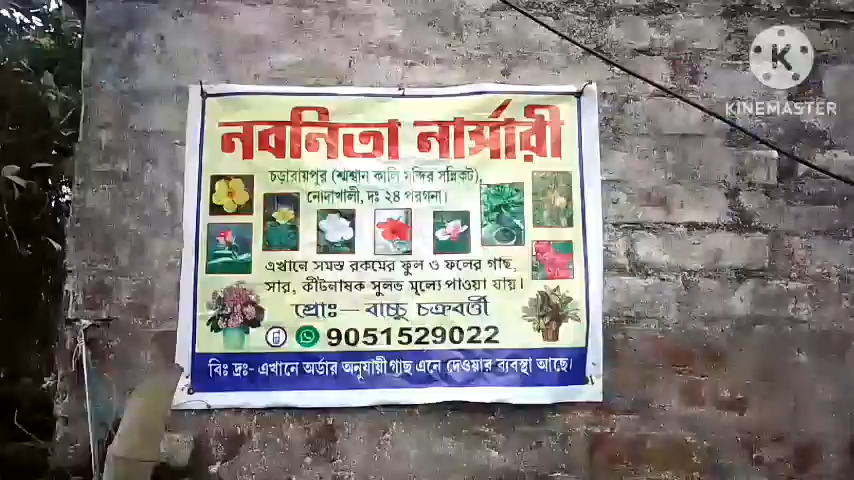 নবনিতা নার্সারী
চড়ারায়পুর (শ্মশান কালি মন্দির সন্নিকট),
নোদাখালী, দঃ ২৪ পরগনা।
এখানে সমস্ত রকমের ফুল ও ফলের গাছ,
সার, কীটনাষক সুলভ মূল্যে পাওয়া যায়।
প্রোঃ— বাচ্চু চক্রবর্ত্তী
9051529022
বিঃ দ্রঃ- এখানে অর্ডার অনুযায়ী গাছ এনে দেওয়ার ব্যবস্থা আছে।
K
KINEMASTER